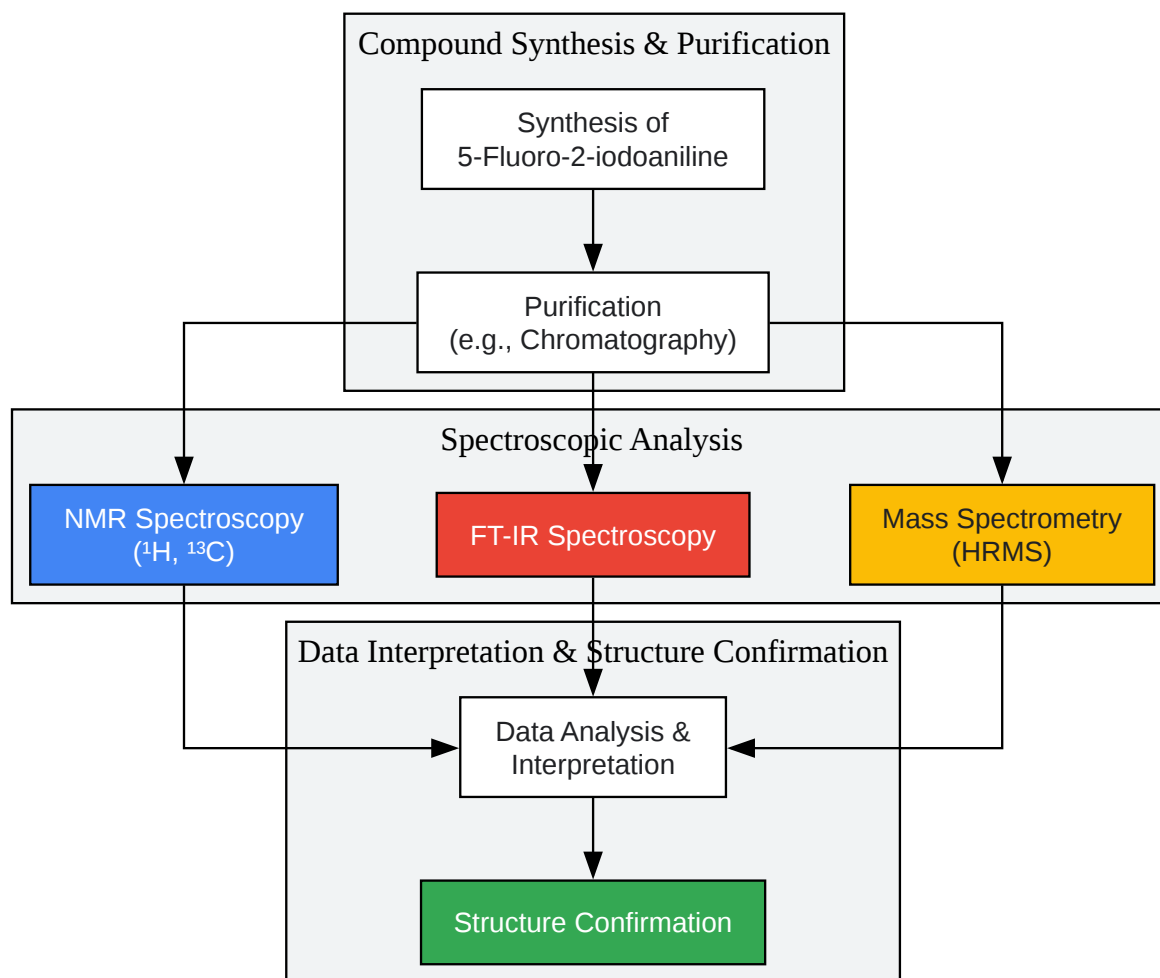 Compound Synthesis & Purification
Synthesis of
5-Fluoro-2-iodoaniline
Purification
(e.g., Chromatography)
Spectroscopic Analysis
NMR Spectroscopy
(¹H, ¹³C)
FT-IR Spectroscopy
Mass Spectrometry
(HRMS)
Data Interpretation & Structure Confirmation
Data Analysis &
Interpretation
Structure Confirmation